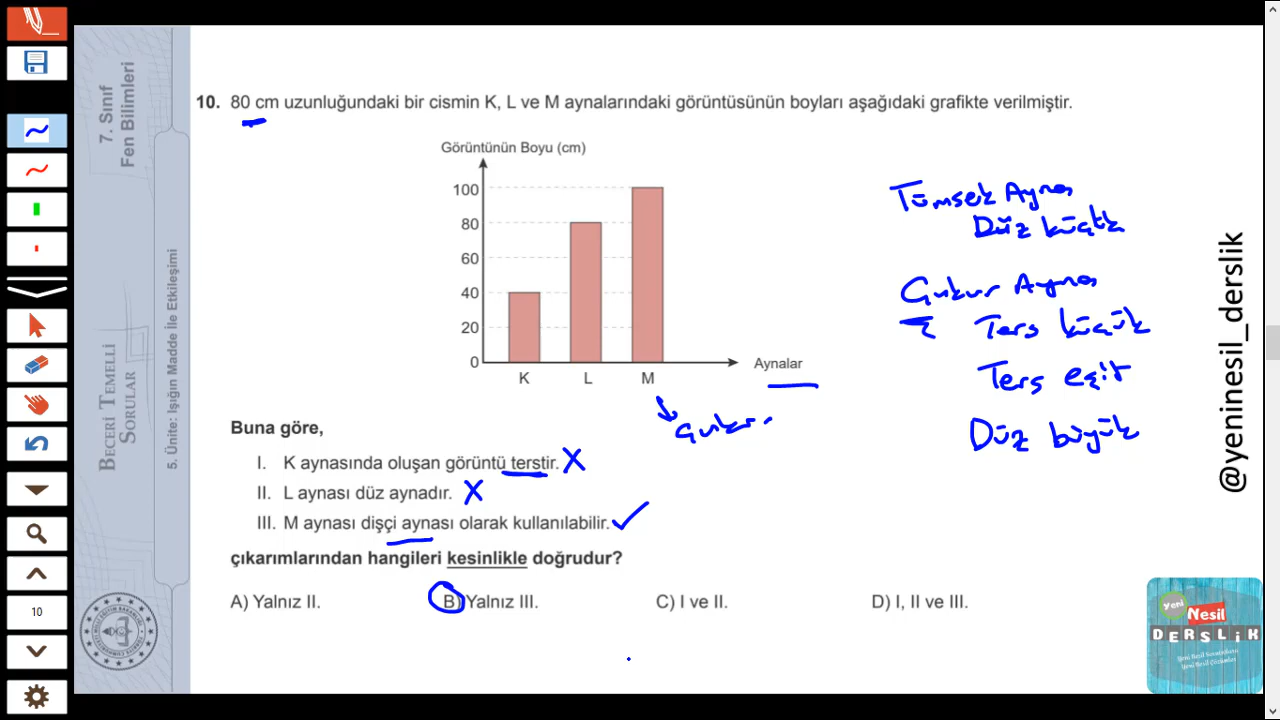 7. Sınıf
Fen Bilimleri
5. Ünite: Işığın Madde İle Etkileşimi
BECERİ TEMELLİ
SORULAR
10
10. 80 cm uzunluğundaki bir cismin K, L ve M aynalarındaki görüntüsünün boyları aşağıdaki grafikte verilmiştir.
Görüntünün Boyu (cm)
100
80
60
40
20
0
K L M
Aynalar
Çukur
Tümsek Ayna
Düz küçük
Çukur Ayna
Ters küçük
Ters eşit
Düz büyük
Buna göre,
I. K aynasında oluşan görüntü terstir. X
II. L aynası düz aynadır. X
III. M aynası dişçi aynası olarak kullanılabilir. ✓
çıkarımlarından hangileri kesinlikle doğrudur?
A) Yalnız II. B) Yalnız III. C) I ve II. D) I, II ve III.
@yeninesil_derslik
Yeni
Nesil
DERSLİK